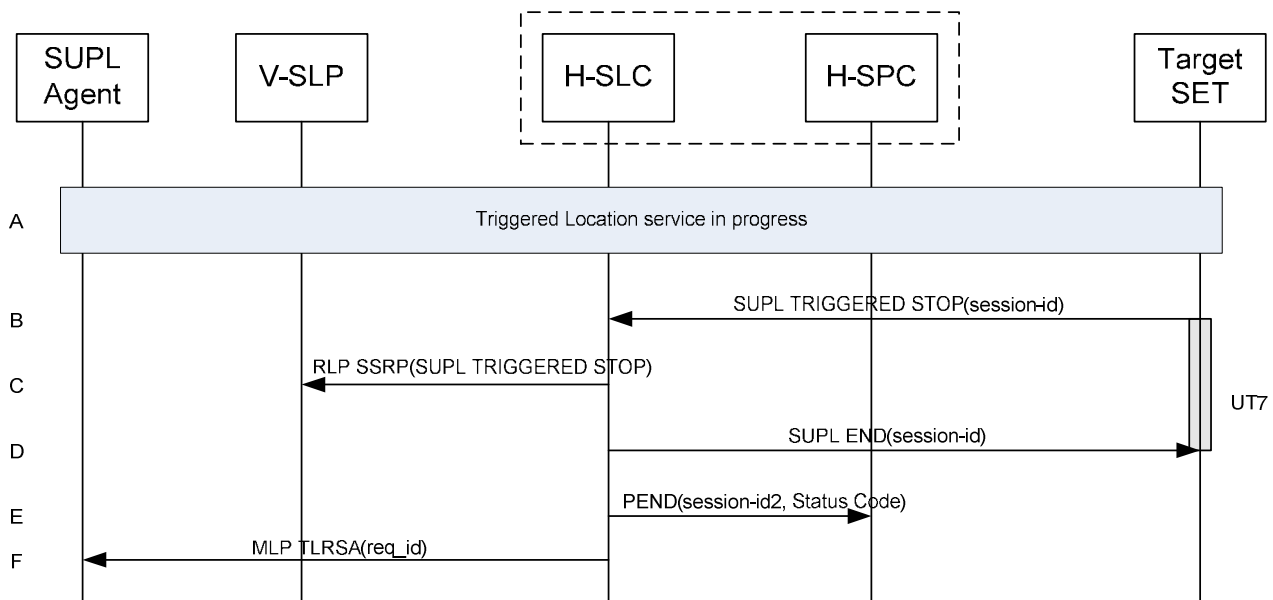 SUPL
Agent
V-SLP
H-SLC
H-SPC
Target
SET
A
Triggered Location service in progress
B
SUPL TRIGGERED STOP(session-id)
C
RLP SSRP(SUPL TRIGGERED STOP)
UT7
D
SUPL END(session-id)
E
PEND(session-id2, Status Code)
F
MLP TLRSA(req_id)